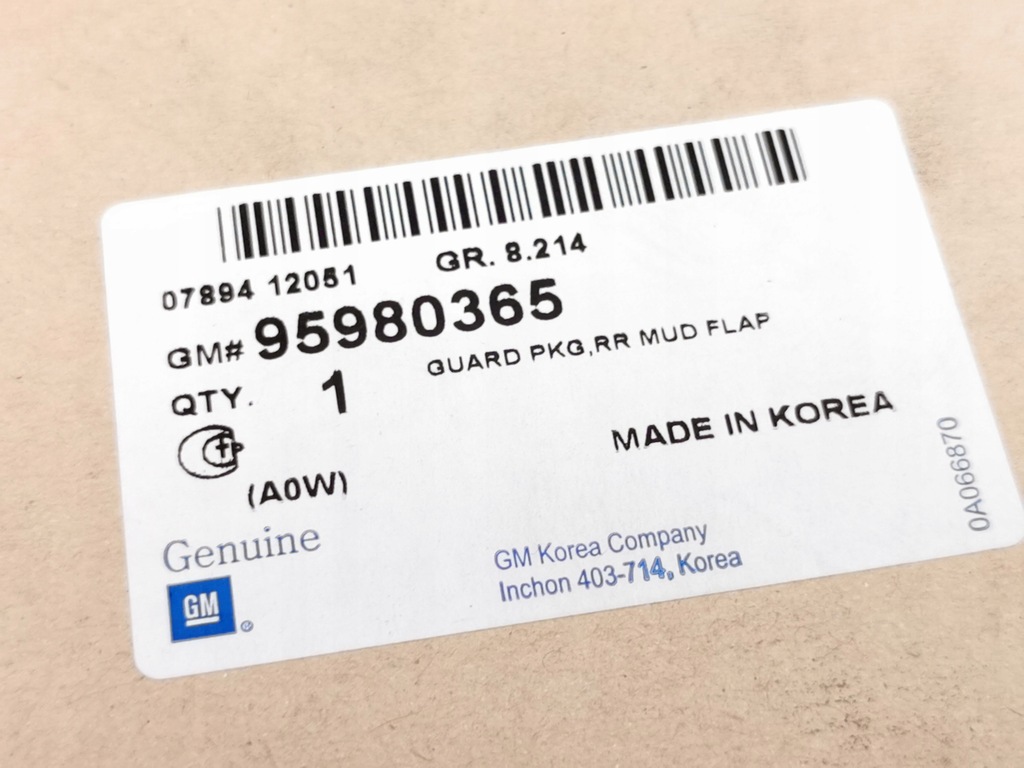 07894 12051 GR. 8.214
GM# 95980365
GUARD PKG,RR MUD FLAP
QTY. 1
MADE IN KOREA
(A0W)
Genuine
GM ®
GM Korea Company
Inchon 403-714, Korea
0A066870